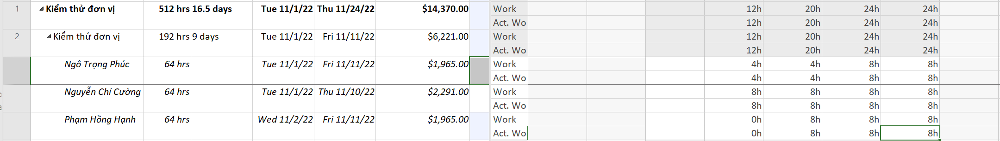 1 Kiểm thử đơn vị 512 hrs 16.5 days Tue 11/1/22 Thu 11/24/22 $14,370.00 Work 12h 20h 24h 24h
Act. Wo 12h 20h 24h 24h
2 Kiểm thử đơn vị 192 hrs 9 days Tue 11/1/22 Fri 11/11/22 $6,221.00 Work 12h 20h 24h 24h
Act. Wo 12h 20h 24h 24h
Ngô Trọng Phúc 64 hrs Tue 11/1/22 Fri 11/11/22 $1,965.00 Work 4h 4h 8h 8h
Act. Wo 4h 4h 8h 8h
Nguyễn Chí Cường 64 hrs Tue 11/1/22 Thu 11/10/22 $2,291.00 Work 8h 8h 8h 8h
Act. Wo 8h 8h 8h 8h
Phạm Hồng Hạnh 64 hrs Wed 11/2/22 Fri 11/11/22 $1,965.00 Work 0h 8h 8h 8h
Act. Wo 0h 8h 8h 8h